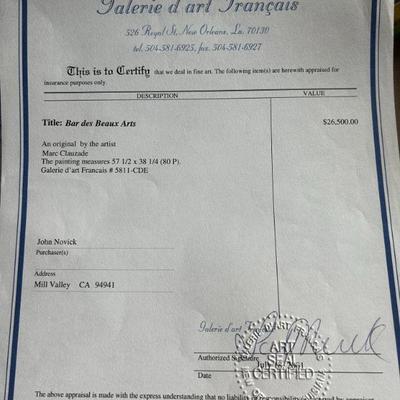 Galerie d'art Français
526 Royal St, New Orleans, La. 70130
tel. 504-581-6925, fax. 504-581-6927
This is to Certify that we deal in fine art. The following item(s) are herewith appraised for
insurance purposes only.
DESCRIPTION VALUE
Title: Bar des Beaux Arts $26,500.00
An original by the artist
Marc Clauzade
The painting measures 57 1/2 x 38 1/4 (80 P).
Galerie d'art Francais # 5811-CDE
John Novick
Purchaser(s)
Address
Mill Valley CA 94941
Galerie d'art
Authorized Signature
July
Date
ART
SEAL
CERTIFIED
The above appraisal is made with the express understanding that no liability or